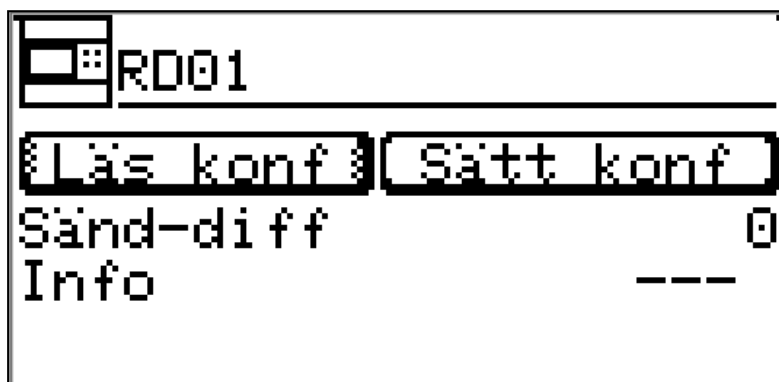 RD01
Läs konf Sätt konf
Sänd-diff 0
Info ---